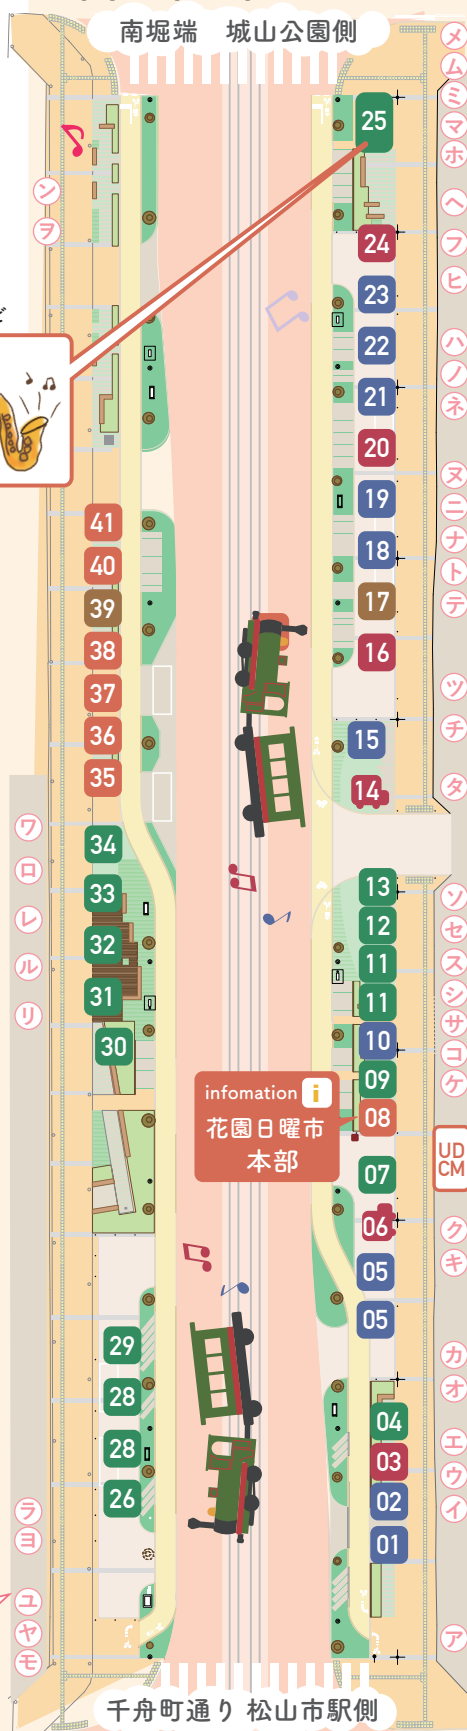 南堀端 城山公園側
メ
ム
ミ
マ
ホ
ヘ
フ
ヒ
ハ
ノ
ネ
ヌ
ニ
ナ
ト
テ
ツ
チ
タ
ソ
セ
ス
シ
サ
コ
ケ
UD
CM
ク
キ
カ
オ
エ
ウ
イ
ア
25
24
23
22
21
20
19
18
17
16
15
14
13
12
11
11
10
09
08
07
06
05
05
04
03
02
01
infomation i
花園日曜市
本部
ン
ヲ
41
40
39
38
37
36
35
34
33
32
31
30
29
28
28
26
ワ
ロ
レ
ル
リ
ラ
ヨ
ユ
ヤ
モ
千舟町通り 松山市駅側